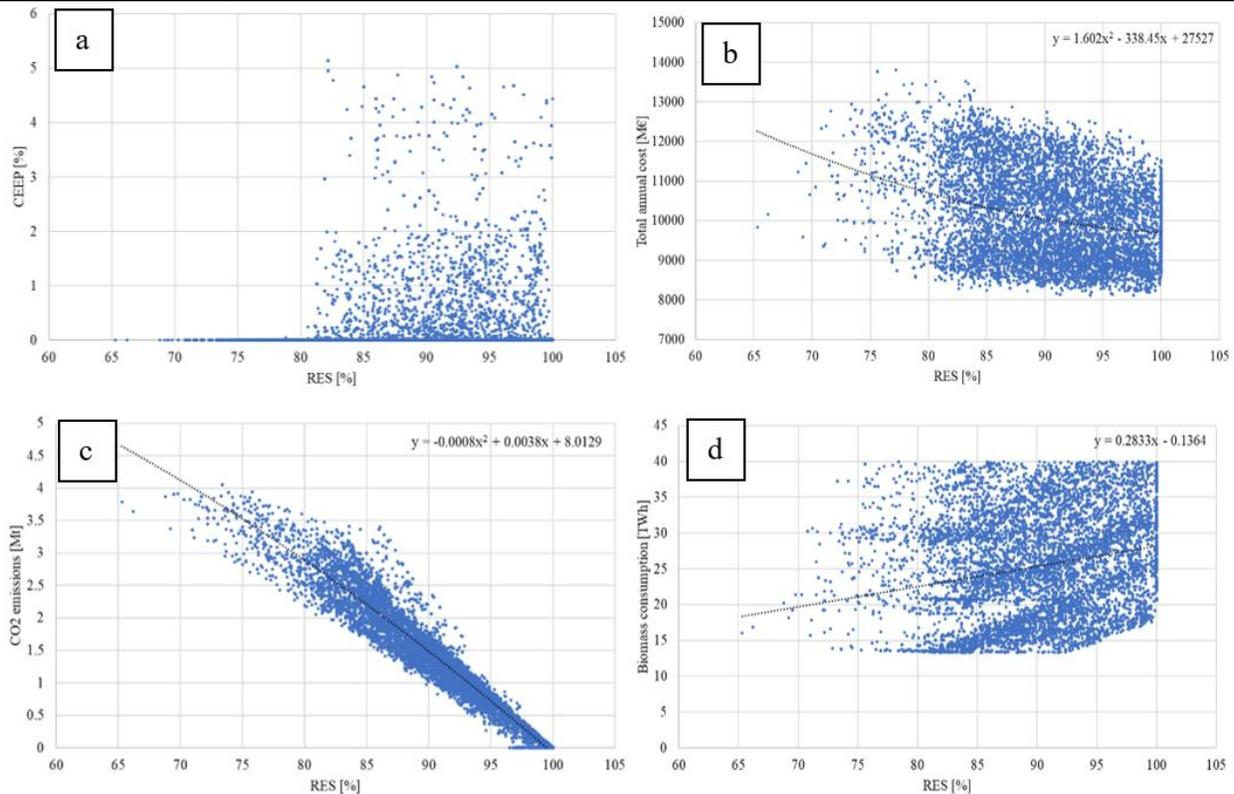 a
6
5
4
3
2
1
0
CEEP [%]
60 65 70 75 80 85 90 95 100 105
RES [%]
b
y = 1.602x² - 338.45x + 27527
15000
14000
13000
12000
11000
10000
9000
8000
7000
Total annual cost [M€]
60 65 70 75 80 85 90 95 100 105
RES [%]
c
y = -0.0008x² + 0.0038x + 8.0129
5
4.5
4
3.5
3
2.5
2
1.5
1
0.5
0
CO2 emissions [Mt]
60 65 70 75 80 85 90 95 100 105
RES [%]
d
y = 0.2833x - 0.1364
45
40
35
30
25
20
15
10
5
0
Biomass consumption [TWh]
60 65 70 75 80 85 90 95 100 105
RES [%]